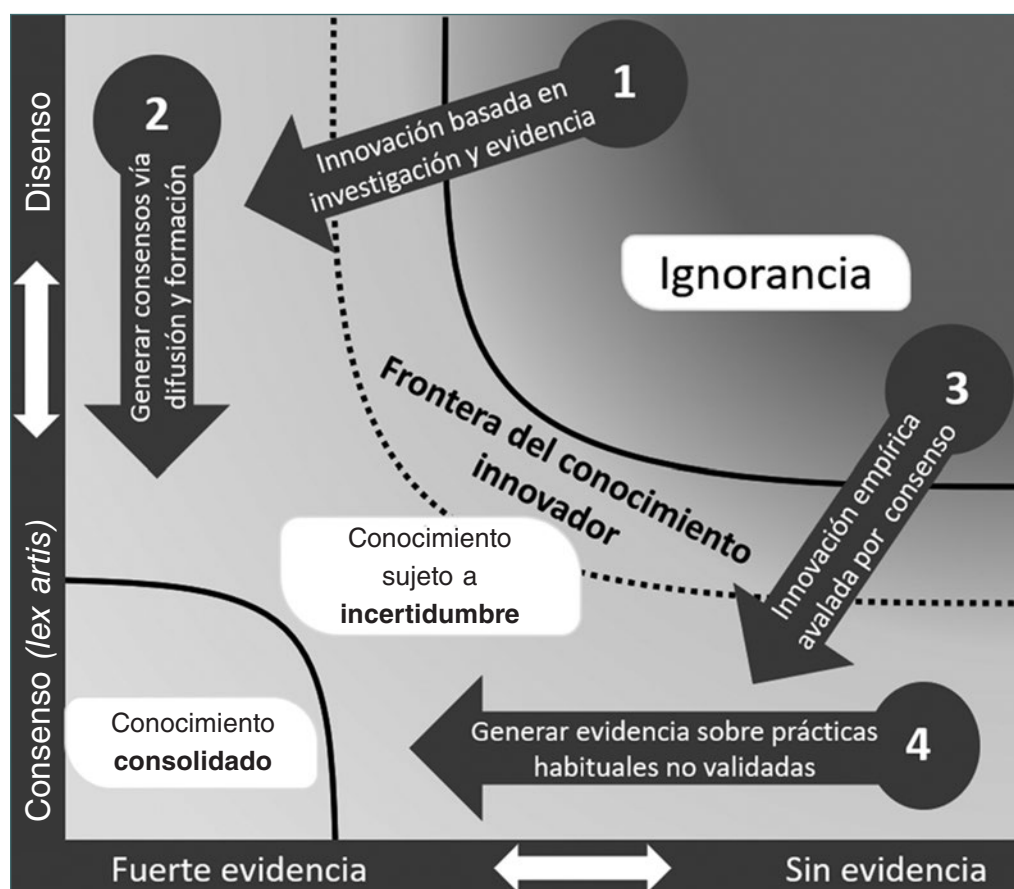 Disenso
Consenso (lex artis)
1
Innovación basada en
investigación y evidencia
2
Generar consensos vía
difusión y formación
Ignorancia
3
Innovación empírica
avalada por consenso
Frontera del conocimiento
innovador
Conocimiento
sujeto a
incertidumbre
Conocimiento
consolidado
Generar evidencia sobre prácticas
habituales no validadas
4
Fuerte evidencia
Sin evidencia